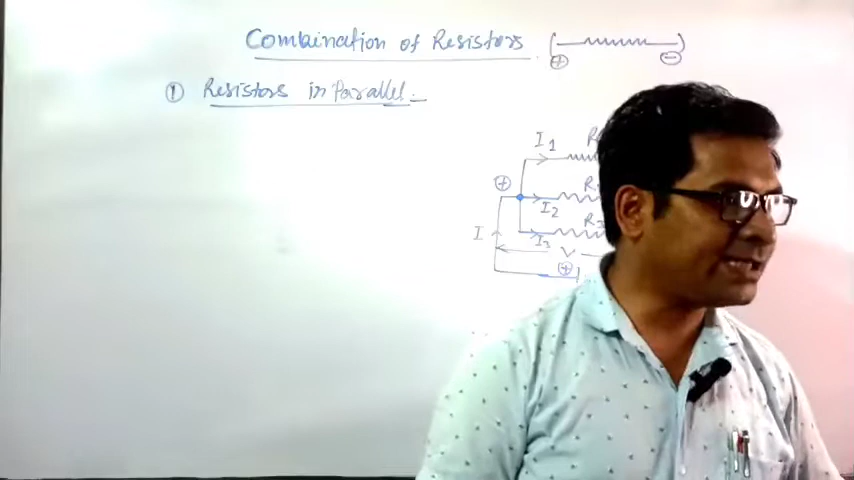 Combination of Resistors
+ -
① Resistors in Parallel.
I1
+
I2
I
I3 V
+